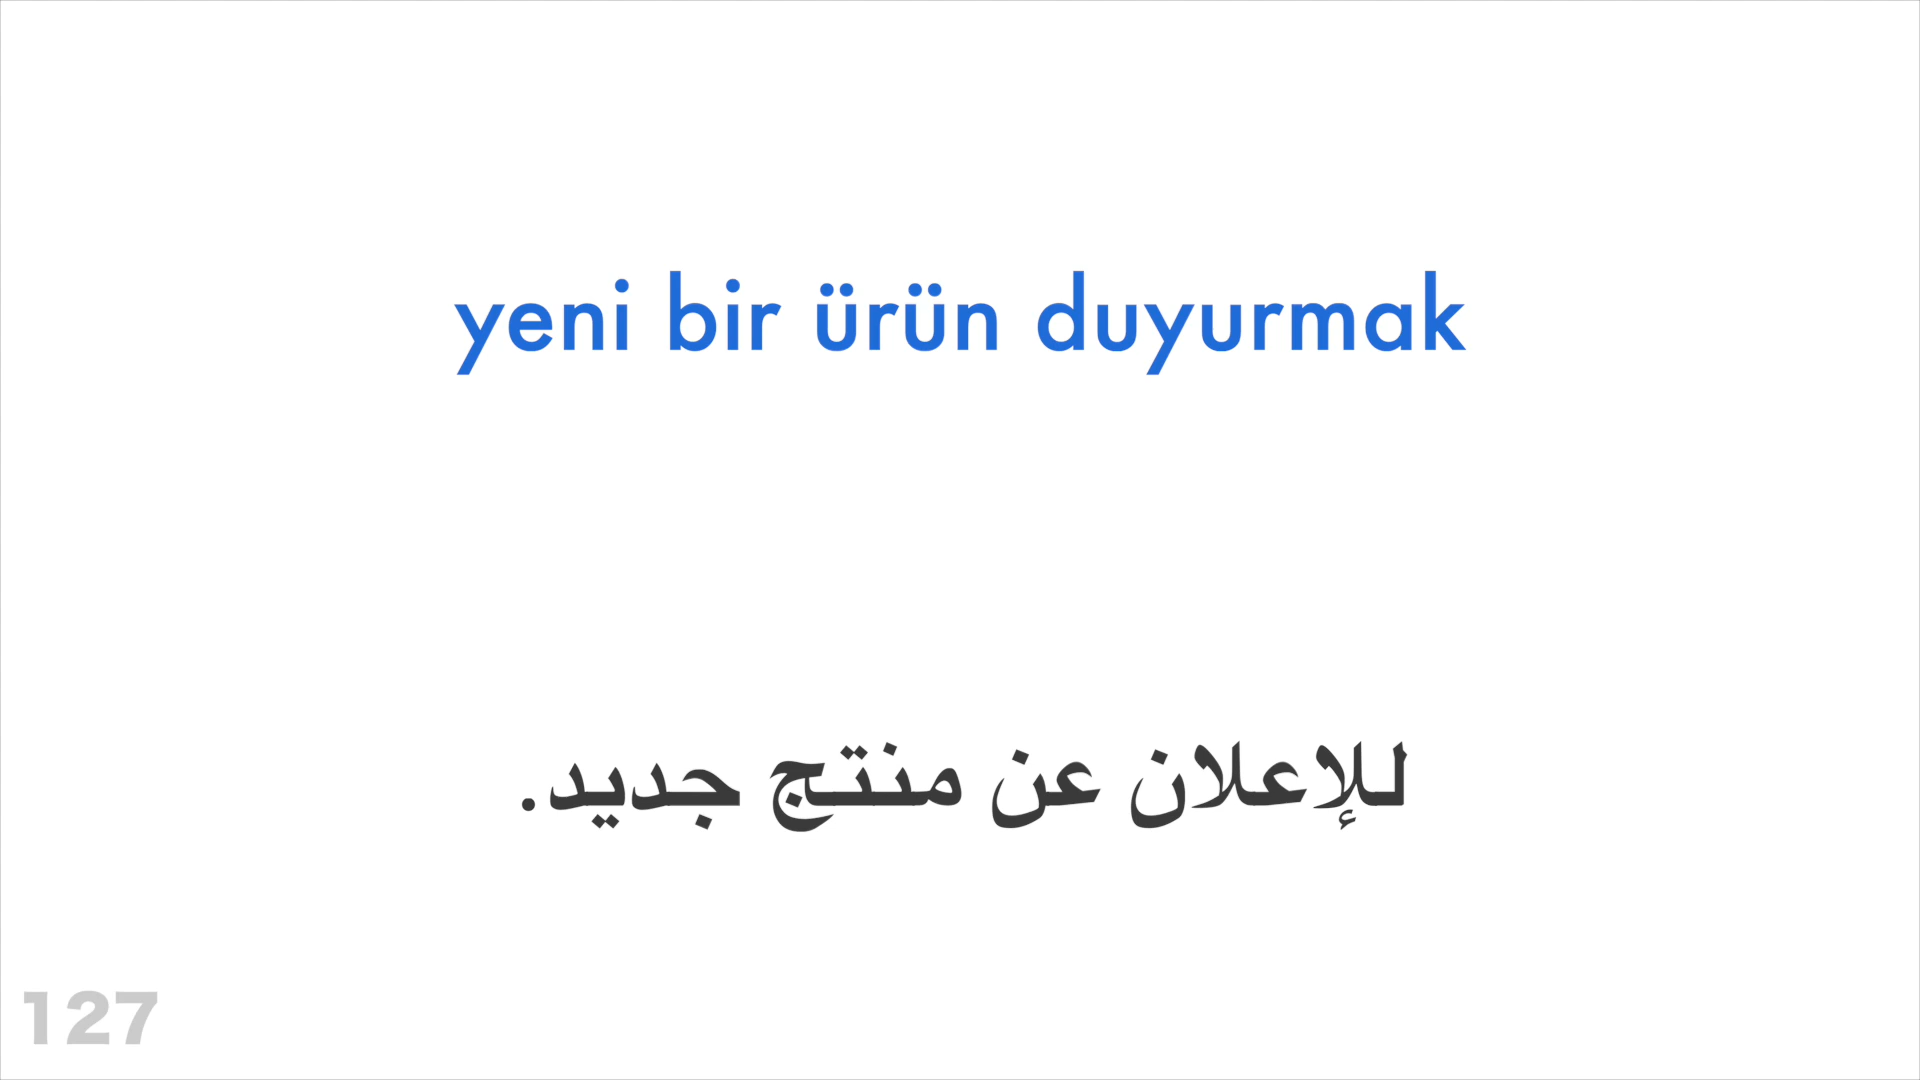 yeni bir ürün duyurmak
للإعلان عن منتج جديد.
127